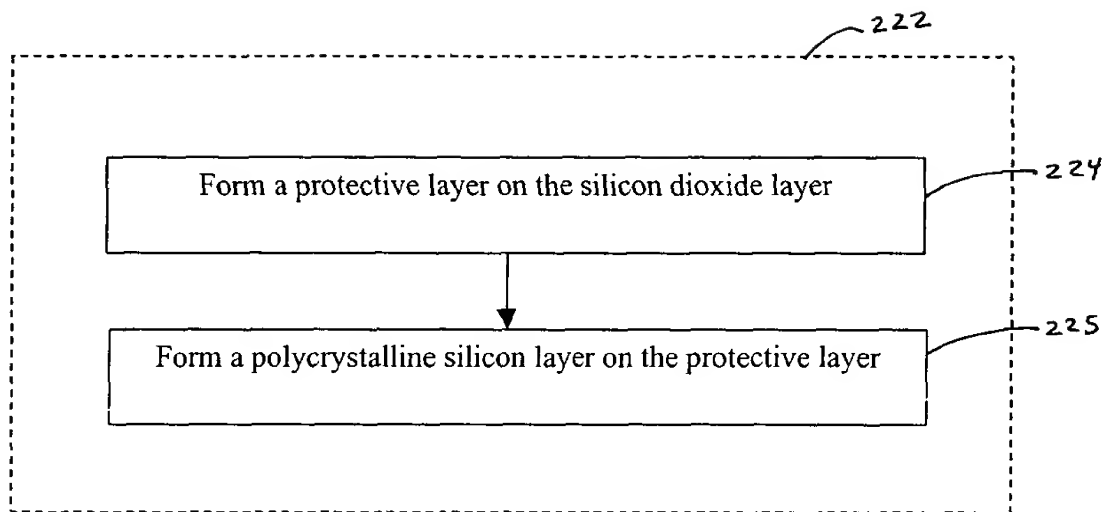 222
Form a protective layer on the silicon dioxide layer
224
Form a polycrystalline silicon layer on the protective layer
225